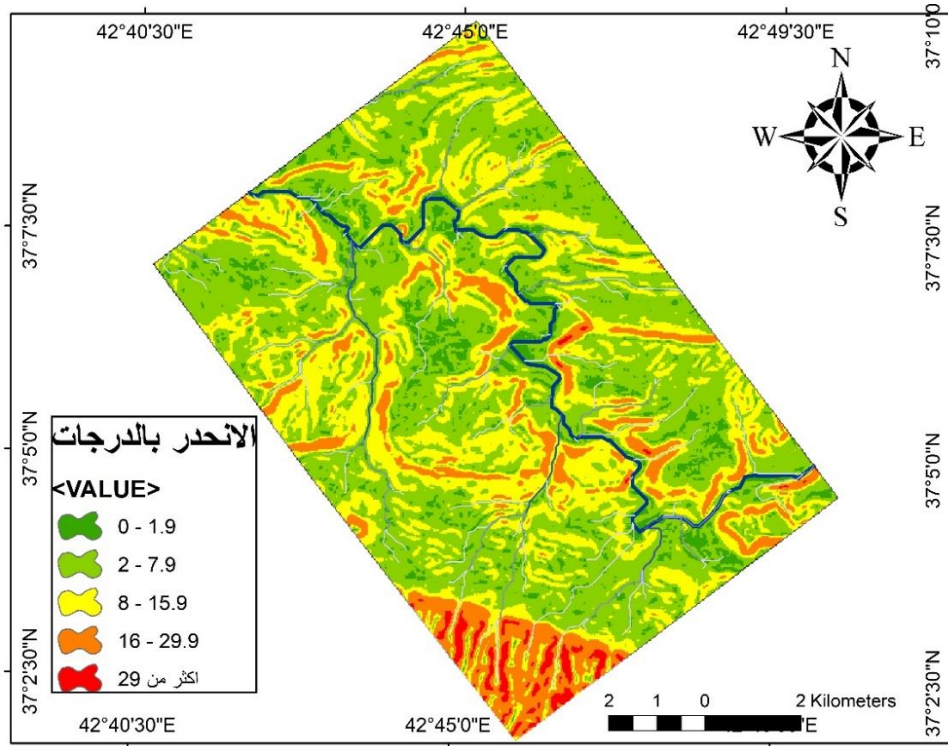 42°40'30"E 42°45'0"E 42°49'30"E
37°10'0
N
W E
S
37°7'30"N 37°7'30"N
37°5'0"N 37°5'0"N
الانحدر بالدرجات
<VALUE>
0 - 1.9
2 - 7.9
8 - 15.9
16 - 29.9
اكثر من 29
37°2'30"N 37°2'30"N
2 1 0 2 Kilometers
42°40'30"E 42°45'0"E